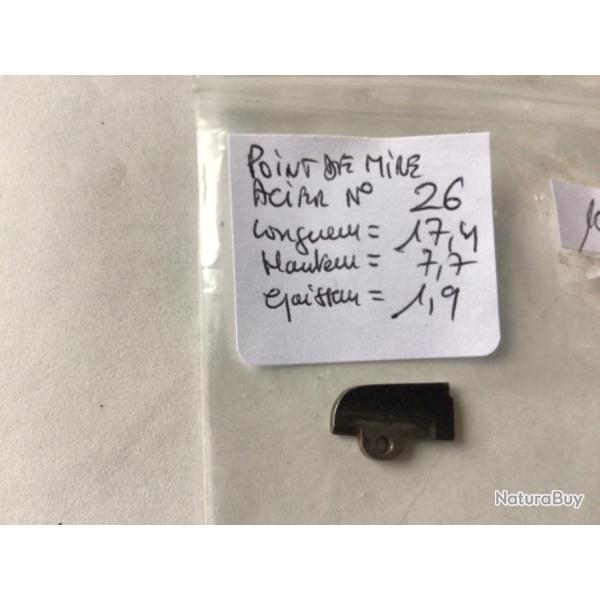 POINT DE MIRE
ACIER N° 26
Longueur = 17,4
Hauteur = 7,7
Epaisseur = 1,9
NaturaBuy